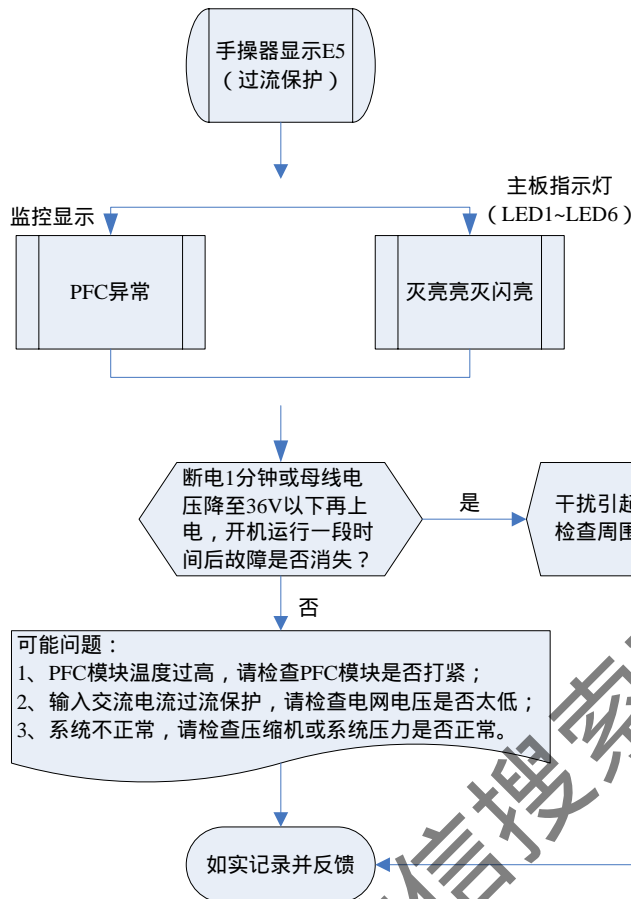 手操器显示E5
（过流保护）
主板指示灯
（LED1~LED6）
监控显示
PFC异常
灭亮亮灭闪亮
断电1分钟或母线电
压降至36V以下再上
电，开机运行一段时
间后故障是否消失？
是
干扰引起
检查周围
否
可能问题：
1、PFC模块温度过高，请检查PFC模块是否打紧；
2、输入交流电流过流保护，请检查电网电压是否太低；
3、系统不正常，请检查压缩机或系统压力是否正常。
如实记录并反馈
信搜索